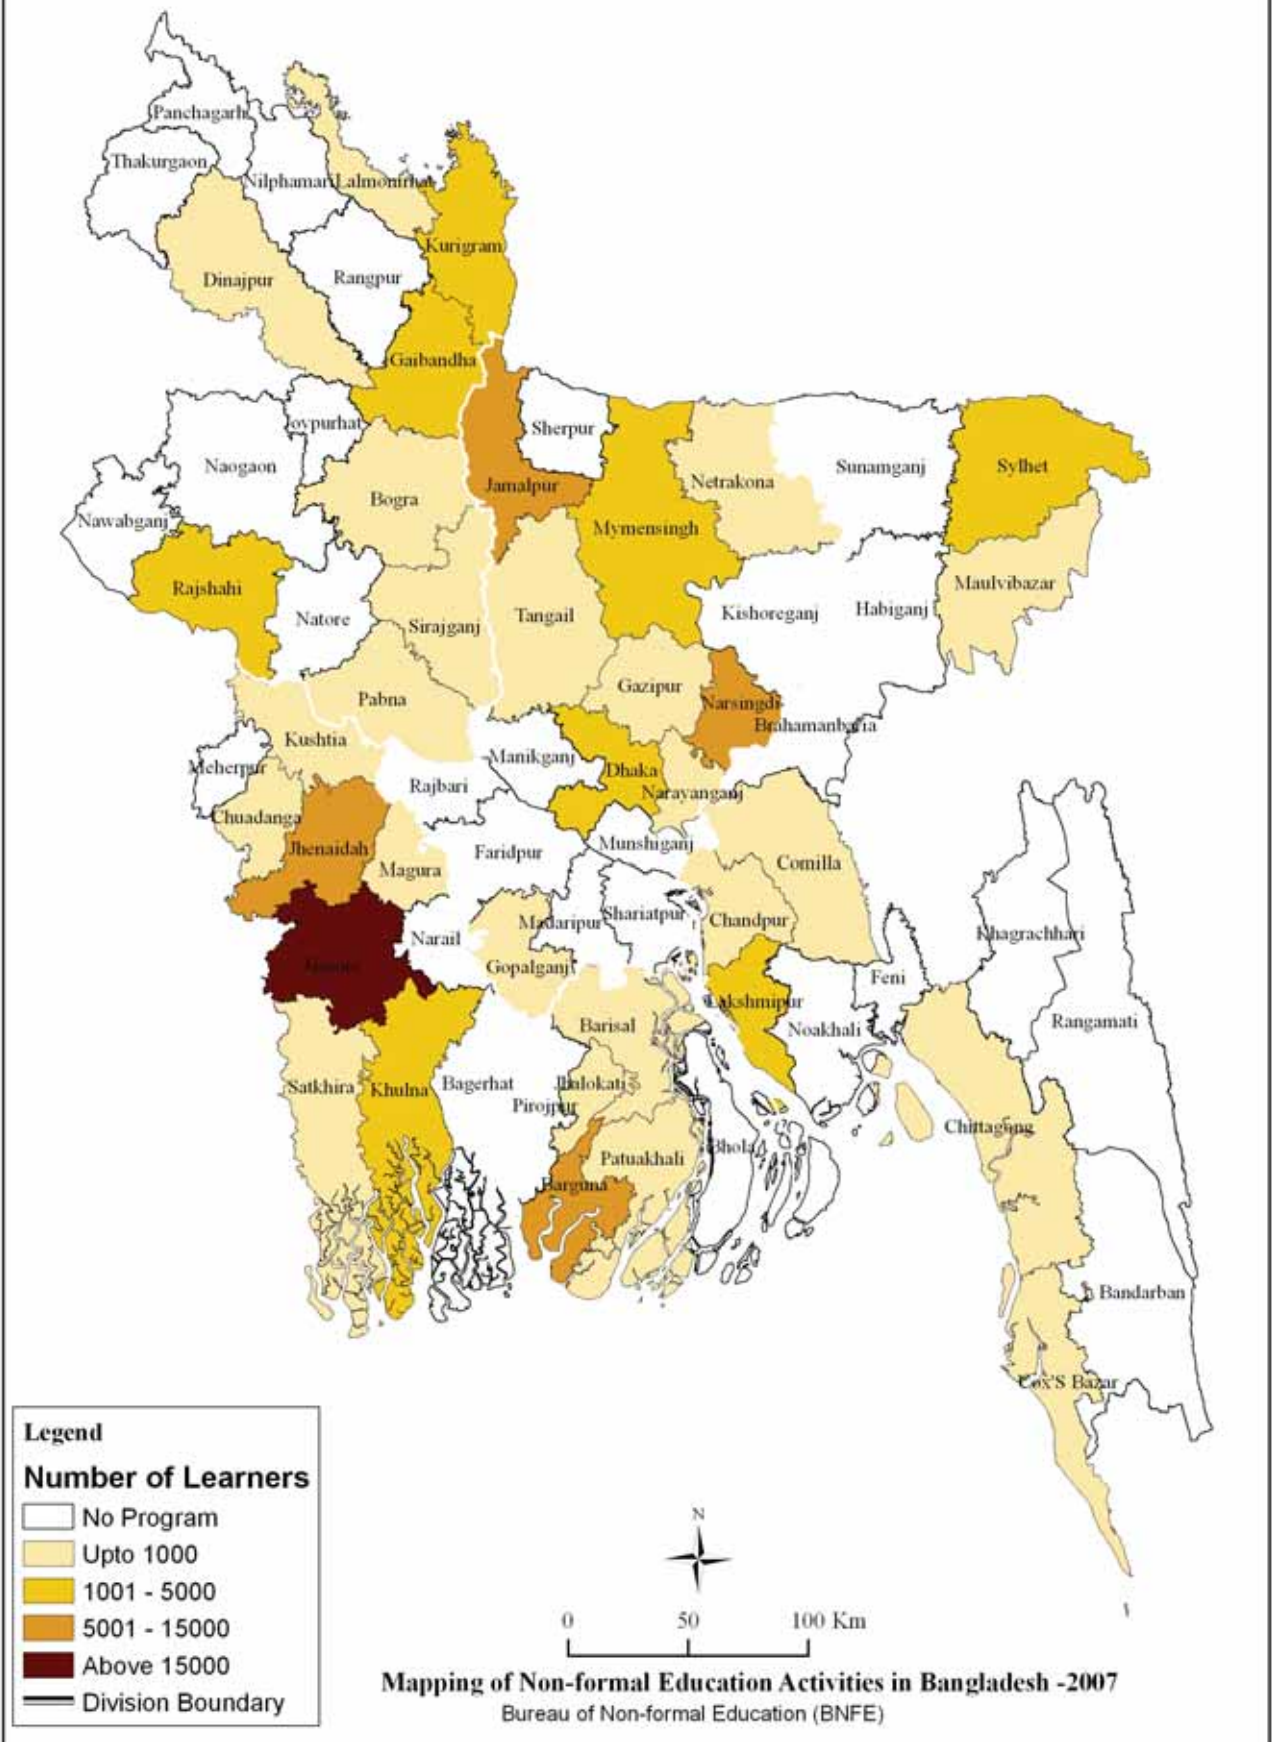 Panchagarh
Thakurgaon
Nilphamari
Lalmonirhat
Kurigram
Dinajpur
Rangpur
Gaibandha
oypurhat
Sherpur
Naogaon
Sunamganj
Sylhet
Netrakona
Jamalpur
Bogra
Nawabganj
Mymensingh
Rajshahi
Maulvibazar
Natore
Sirajganj
Tangail
Kishoreganj
Habiganj
Gazipur
Pabna
Narsingdi
Brahamanbaria
Kushtia
Manikganj
Meherpur
Dhaka
Rajbari
Narayanganj
Chuadanga
Jhenaidah
Munshiganj
Faridpur
Comilla
Magura
Shariatpur
Madaripur
Chandpur
Narail
Khagrachhari
Gopalganj
Feni
Lakshmipur
Barisal
Noakhali
Rangamati
Satkhira
Khulna
Bagerhat
Jhalokati
Pirojpur
Chittagong
Bhola
Patuakhali
Barguna
Bandarban
Cox'S Bazar
Legend
Number of Learners
No Program
Upto 1000
1001 - 5000
5001 - 15000
Above 15000
Division Boundary
N
0 50 100 Km
Mapping of Non-formal Education Activities in Bangladesh -2007
Bureau of Non-formal Education (BNFE)